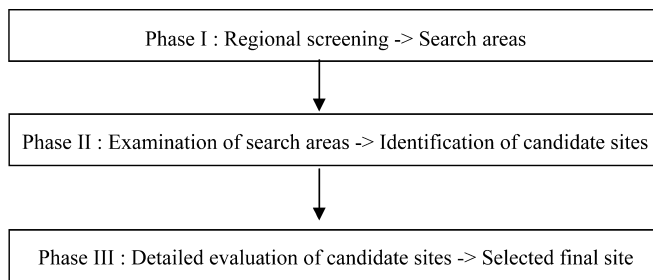 Phase I : Regional screening -> Search areas
Phase II : Examination of search areas -> Identification of candidate sites
Phase III : Detailed evaluation of candidate sites -> Selected final site